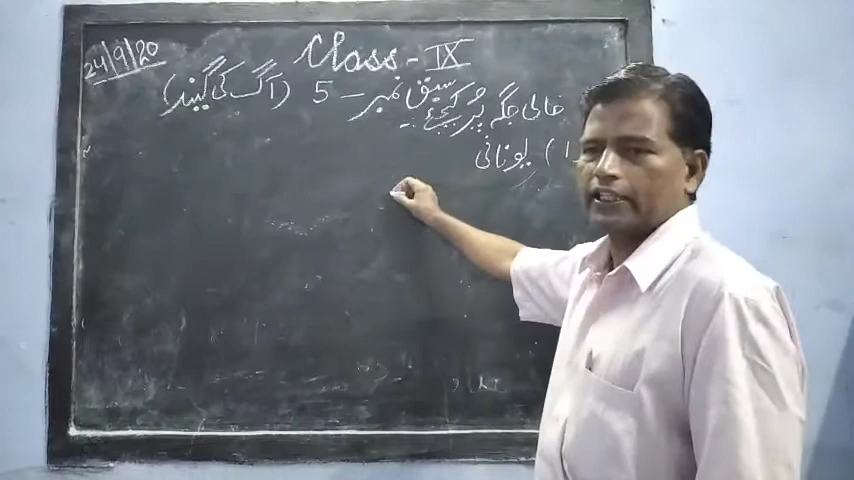 24/9/20
Class - IX
سبق نمبر - 5 (آگ کی گیند)
خالی جگہ پُر کیجیے۔
1) یونانی